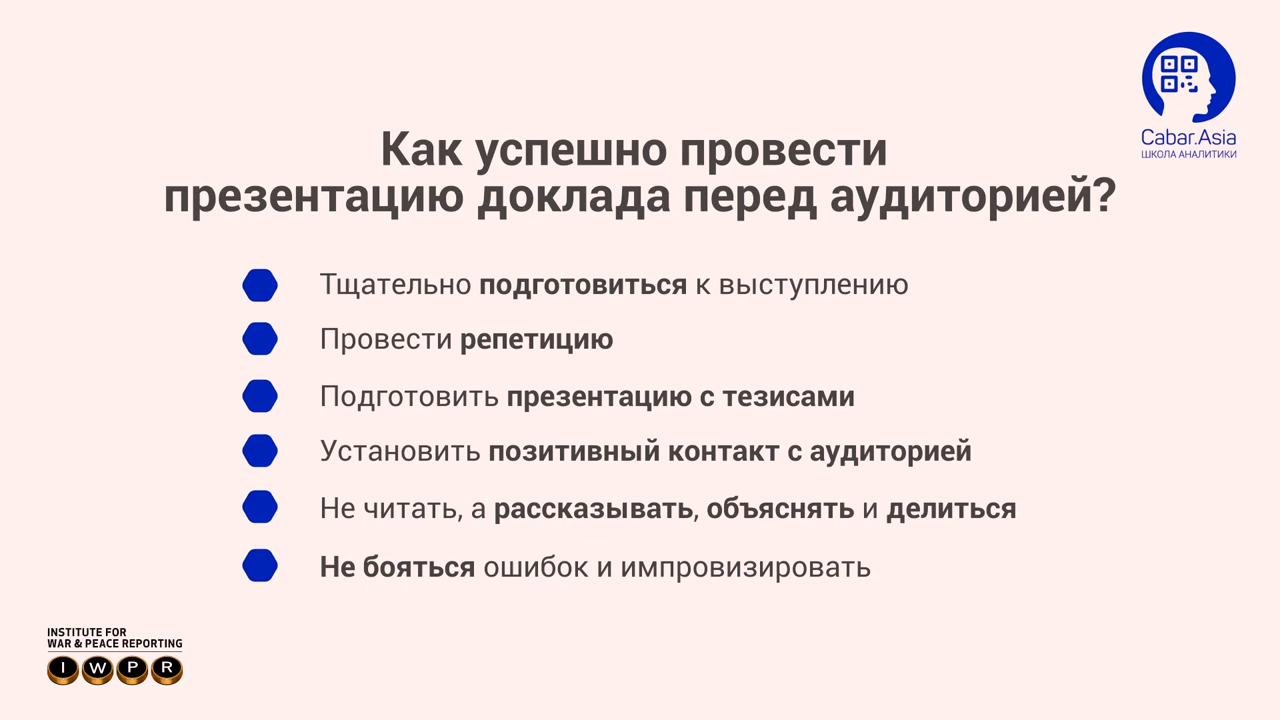 Cabar.Asia
ШКОЛА АНАЛИТИКИ
Как успешно провести
презентацию доклада перед аудиторией?
Тщательно подготовиться к выступлению
Провести репетицию
Подготовить презентацию с тезисами
Установить позитивный контакт с аудиторией
Не читать, а рассказывать, объяснять и делиться
Не бояться ошибок и импровизировать
INSTITUTE FOR
WAR & PEACE REPORTING
I W P R